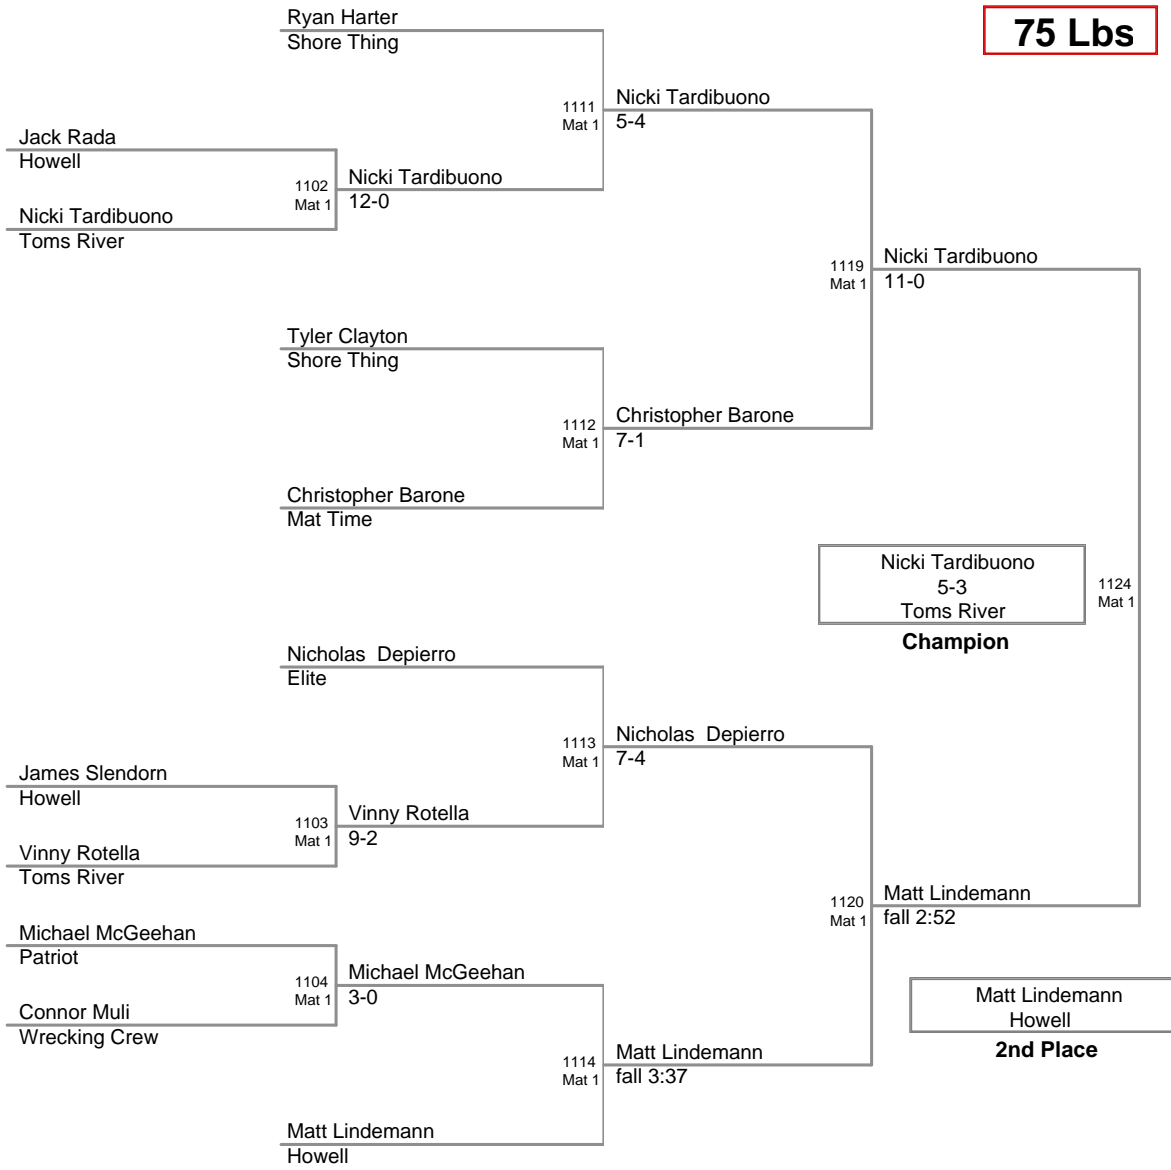 75 Lbs
Ryan Harter
Shore Thing
1111
Mat 1
Nicki Tardibuono
5-4
Jack Rada
Howell
1102
Mat 1
Nicki Tardibuono
12-0
Nicki Tardibuono
Toms River
1119
Mat 1
Nicki Tardibuono
11-0
Tyler Clayton
Shore Thing
1112
Mat 1
Christopher Barone
7-1
Christopher Barone
Mat Time
Nicki Tardibuono
5-3
Toms River
Champion
1124
Mat 1
Nicholas  Depierro
Elite
1113
Mat 1
Nicholas  Depierro
7-4
James Slendorn
Howell
1103
Mat 1
Vinny Rotella
9-2
Vinny Rotella
Toms River
1120
Mat 1
Matt Lindemann
fall 2:52
Michael McGeehan
Patriot
1104
Mat 1
Michael McGeehan
3-0
Connor Muli
Wrecking Crew
Matt Lindemann
Howell
2nd Place
1114
Mat 1
Matt Lindemann
fall 3:37
Matt Lindemann
Howell